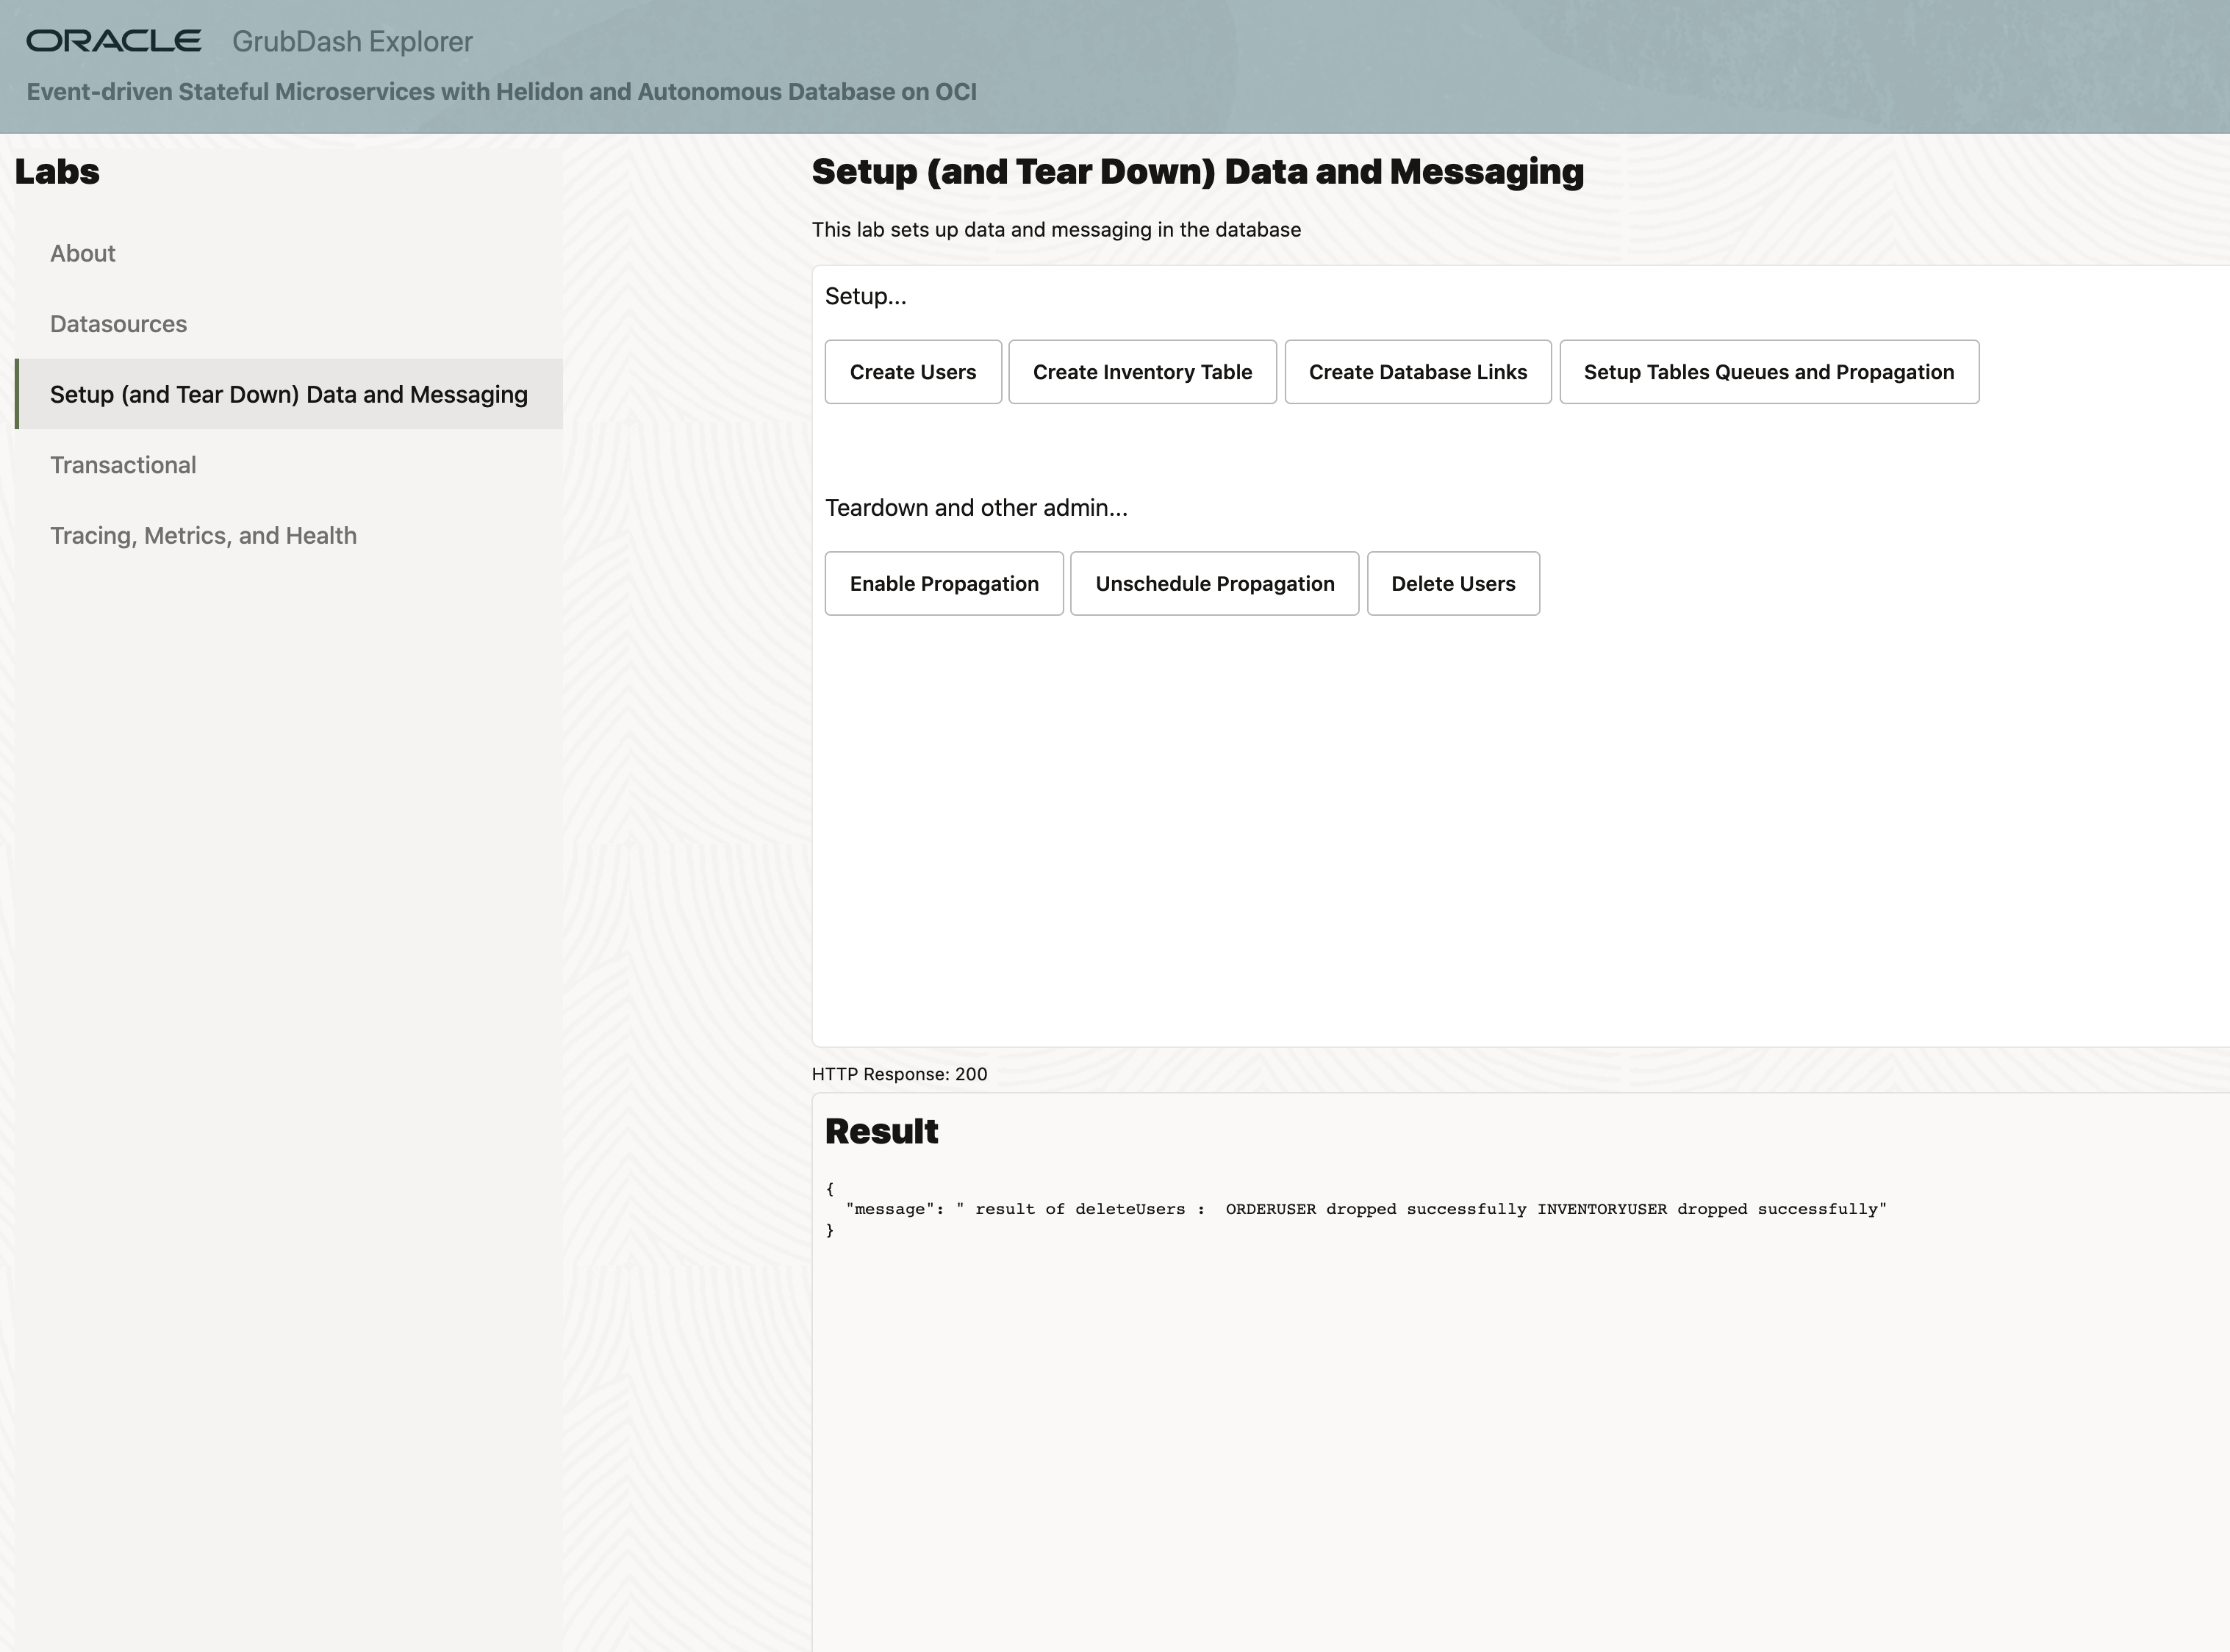 ORACLE GrubDash Explorer
Event-driven Stateful Microservices with Helidon and Autonomous Database on OCI
Labs
About
Datasources
Setup (and Tear Down) Data and Messaging
Transactional
Tracing, Metrics, and Health
Setup (and Tear Down) Data and Messaging
This lab sets up data and messaging in the database
Setup...
Create Users Create Inventory Table Create Database Links Setup Tables Queues and Propagation
Teardown and other admin...
Enable Propagation Unschedule Propagation Delete Users
HTTP Response: 200
Result
{
  "message": " result of deleteUsers :  ORDERUSER dropped successfully INVENTORYUSER dropped successfully"
}